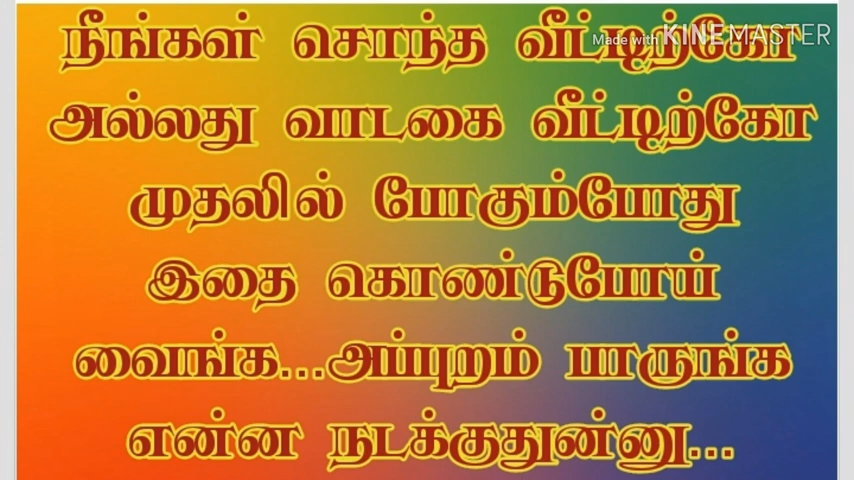 நீங்கள் சொந்த வீட்டிற்கோ
Made with KINEMASTER
அல்லது வாடகை வீட்டிற்கோ
முதலில் போகும்போது
இதை கொண்டுபோய்
வைங்க...அப்புறம் பாருங்க
என்ன நடக்குதுன்னு...